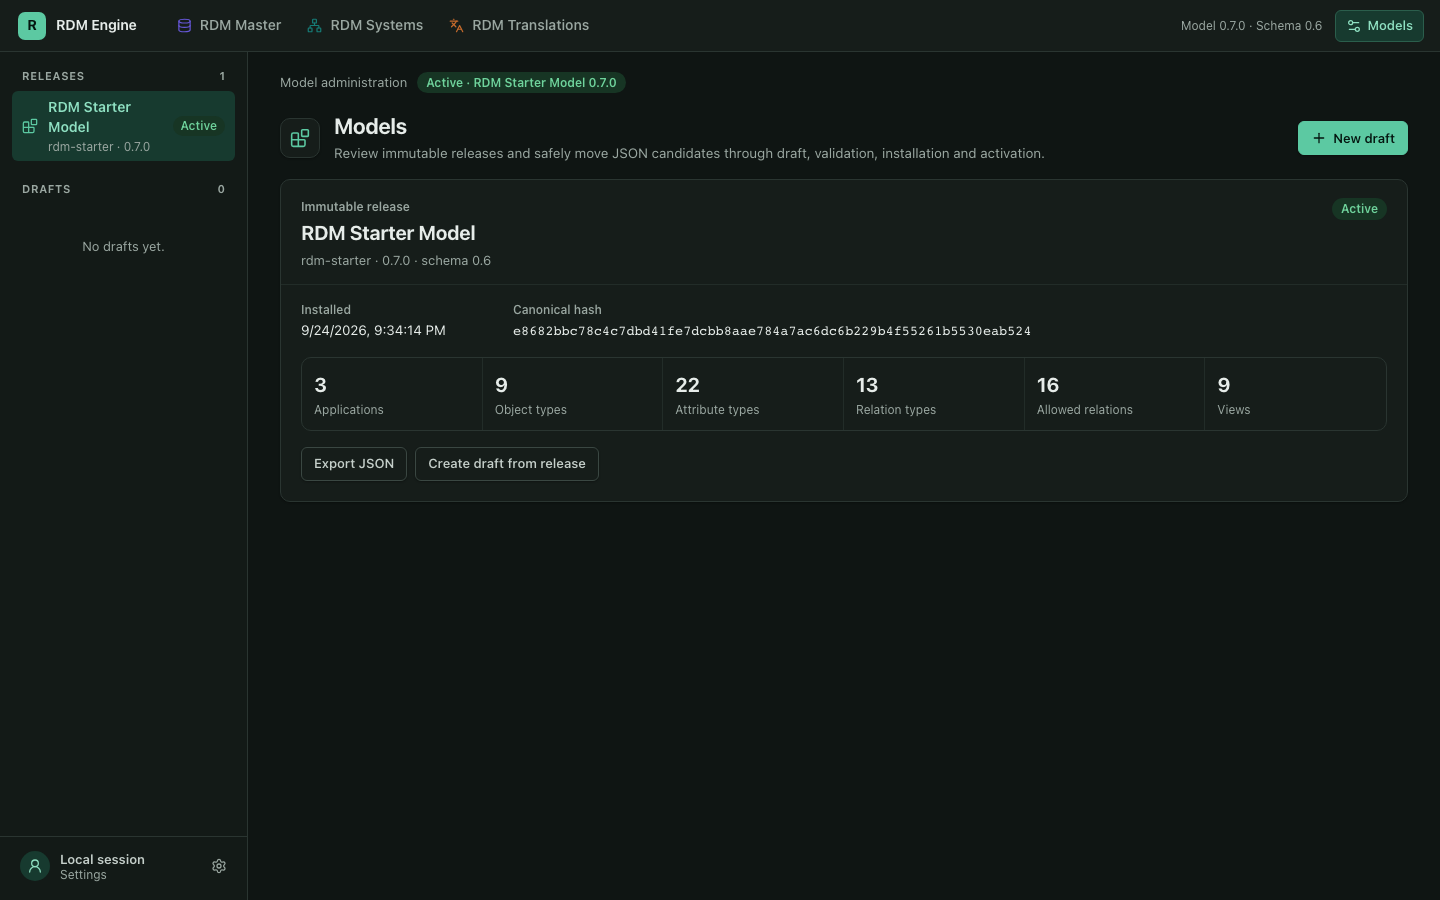 R RDM Engine RDM Master RDM Systems RDM Translations Model 0.7.0 · Schema 0.6 Models
RELEASES 1
RDM Starter
Model
Active
rdm-starter · 0.7.0
DRAFTS 0
No drafts yet.
Local session
Settings
Model administration Active · RDM Starter Model 0.7.0
Models
Review immutable releases and safely move JSON candidates through draft, validation, installation and activation.
New draft
Immutable release
Active
RDM Starter Model
rdm-starter · 0.7.0 · schema 0.6
Installed Canonical hash
9/24/2026, 9:34:14 PM e8682bbc78c4c7dbd41fe7dcbb8aae784a7ac6dc6b229b4f55261b5530eab524
3 9 22 13 16 9
Applications Object types Attribute types Relation types Allowed relations Views
Export JSON Create draft from release